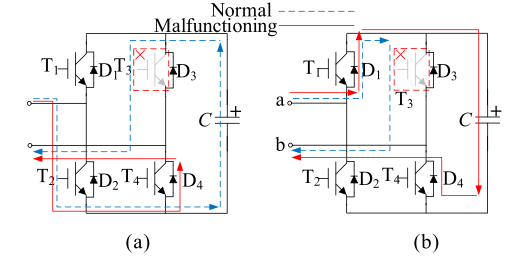 Normal
Malfunctioning
T1 D1 T3 D3
T1 D1 D3
T3
C + a C +
b
T2 D2 T4 D4
T2 D2 T4 D4
(a) (b)